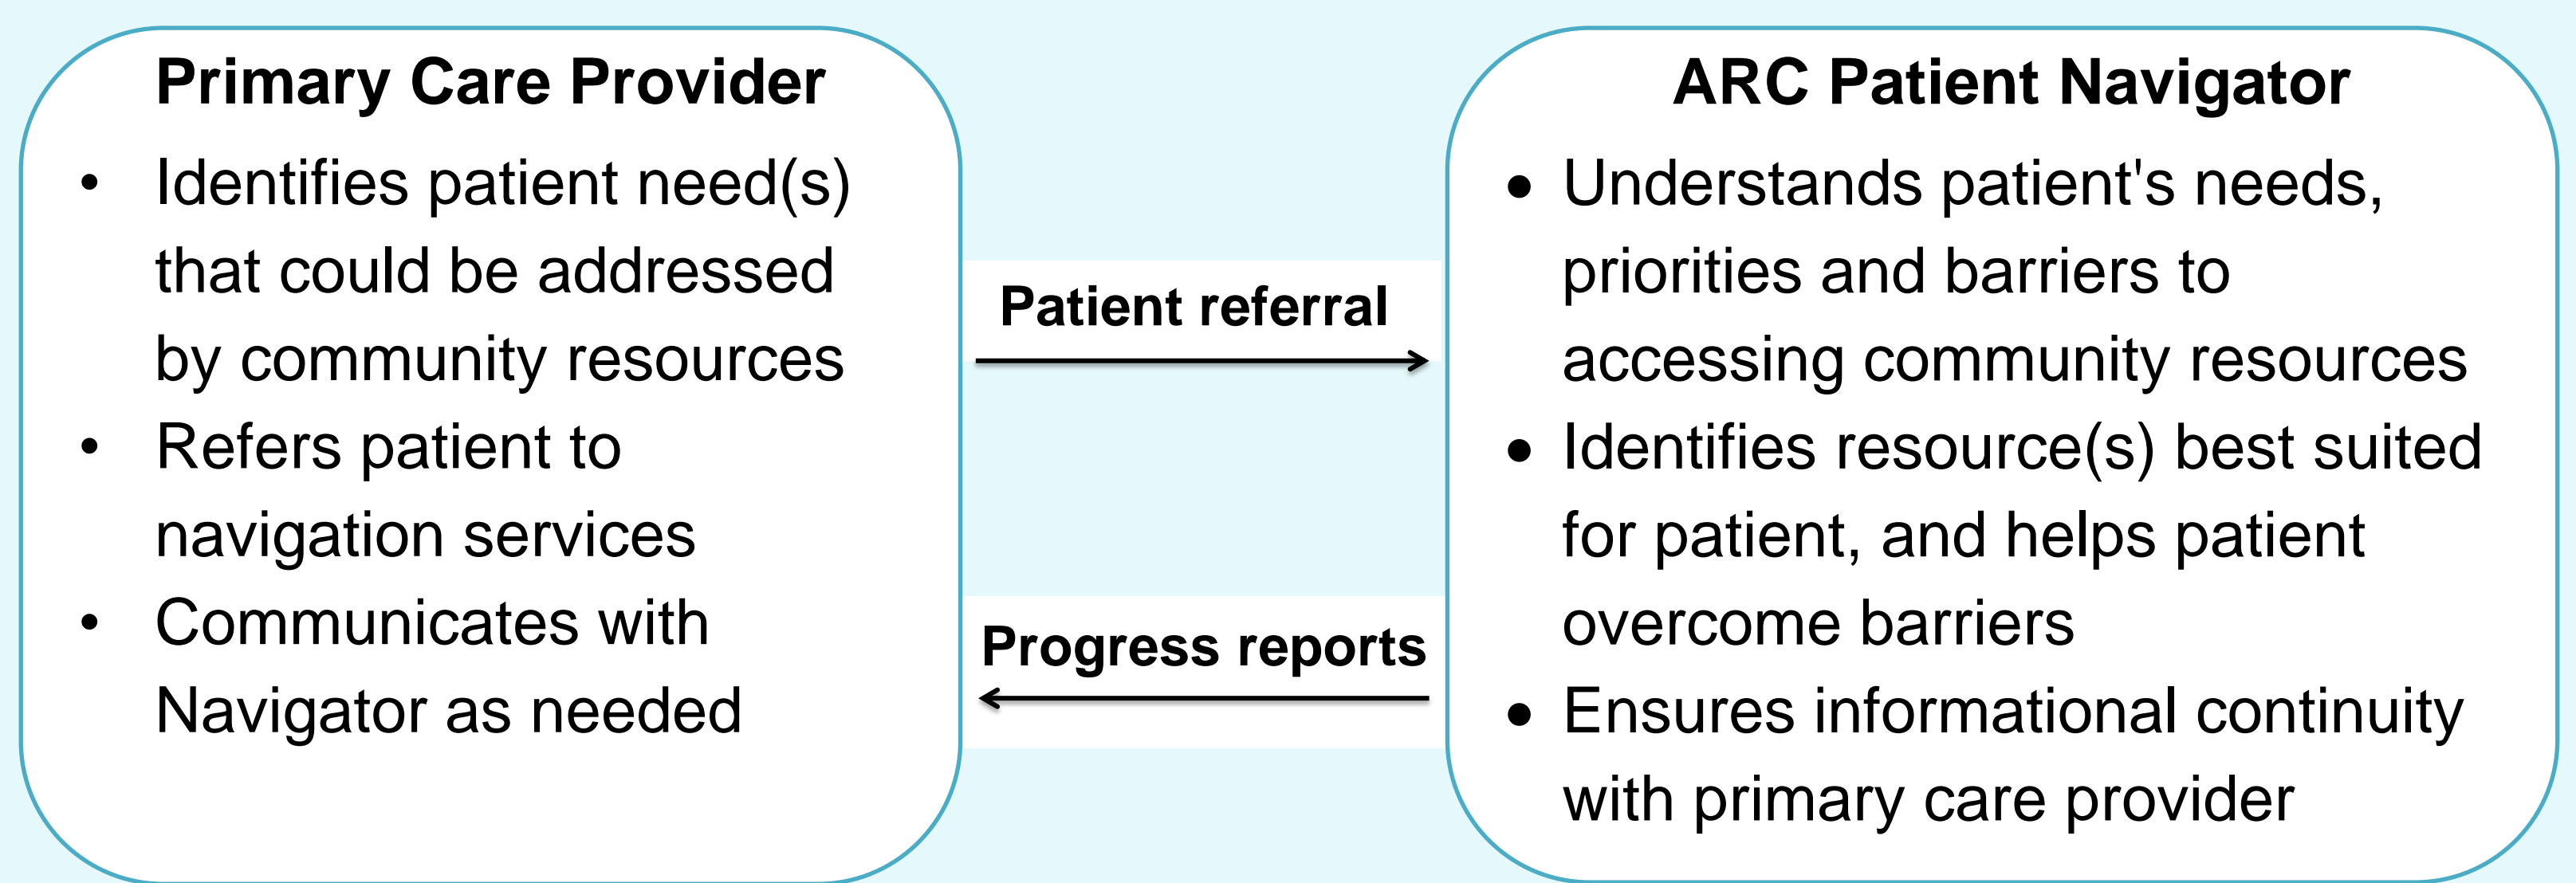 Primary Care Provider
• Identifies patient need(s)
that could be addressed
by community resources
• Refers patient to
navigation services
• Communicates with
Navigator as needed
Patient referral
Progress reports
ARC Patient Navigator
• Understands patient's needs,
priorities and barriers to
accessing community resources
• Identifies resource(s) best suited
for patient, and helps patient
overcome barriers
• Ensures informational continuity
with primary care provider